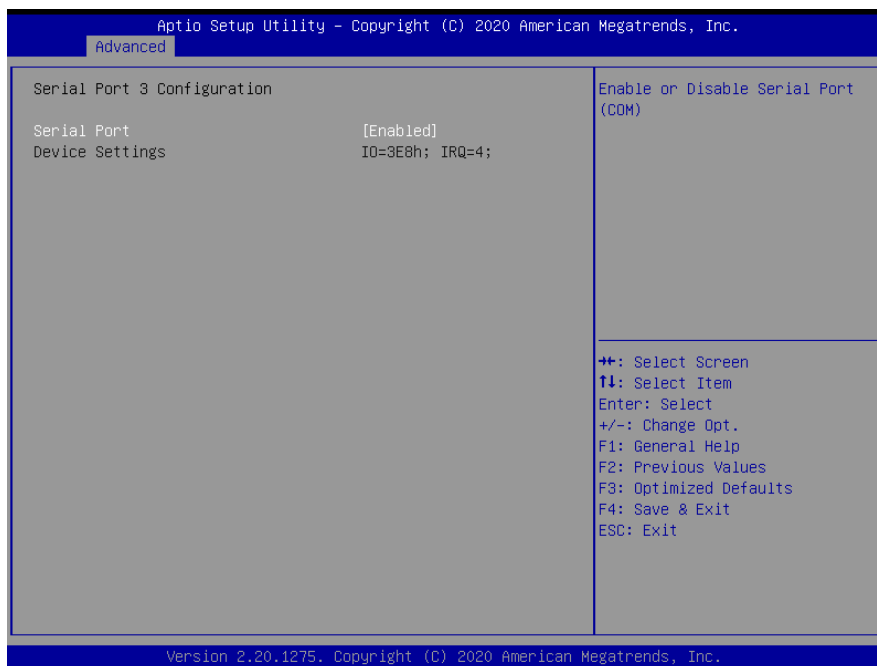 Aptio Setup Utility – Copyright (C) 2020 American Megatrends, Inc.
Advanced
Serial Port 3 Configuration
Serial Port [Enabled]
Device Settings IO=3E8h; IRQ=4;
Enable or Disable Serial Port
(COM)
→←: Select Screen
↑↓: Select Item
Enter: Select
+/-: Change Opt.
F1: General Help
F2: Previous Values
F3: Optimized Defaults
F4: Save & Exit
ESC: Exit
Version 2.20.1275. Copyright (C) 2020 American Megatrends, Inc.